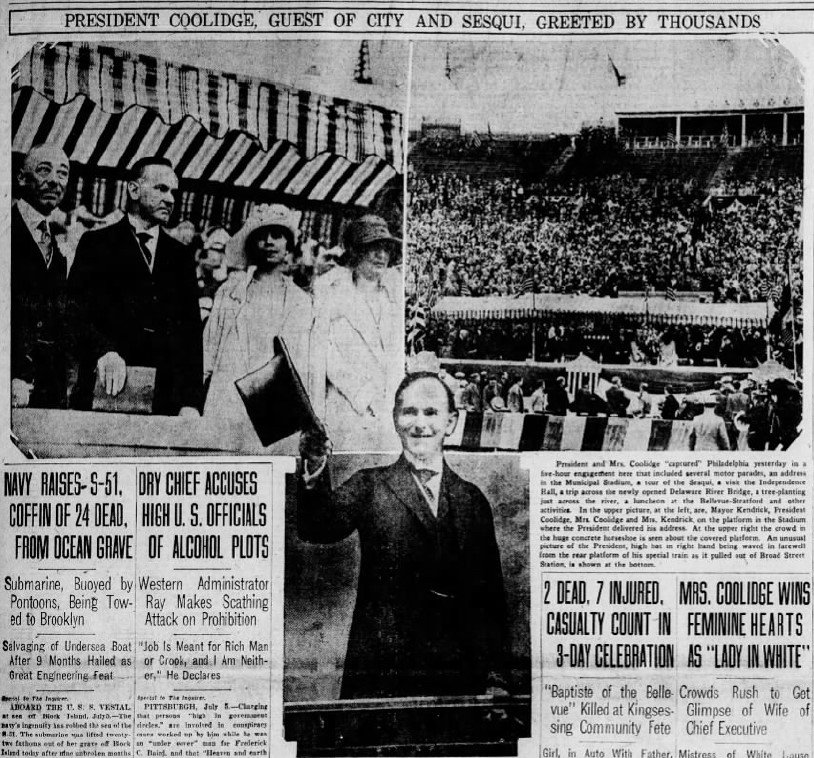 PRESIDENT COOLIDGE, GUEST OF CITY AND SESQUI, GREETED BY THOUSANDS
President and Mrs. Coolidge "captured" Philadelphia yesterday in a
five-hour engagement here that included several motor parades, an address
in the Municipal Stadium, a tour of the Sesqui, a visit the Independence
Hall, a trip across the newly opened Delaware River Bridge, a tree-planting
just across the river, a luncheon at the Bellevue-Stratford and other
activities. In the upper picture, at the left, are, Mayor Kendrick, President
Coolidge, Mrs. Coolidge and Mrs. Kendrick, on the platform in the Stadium
where the President delivered his address. At the upper right the crowd in
the huge concrete horseshoe is seen about the covered platform. An unusual
picture of the President, high hat in right hand being waved in farewell
from the rear platform of his special train as it pulled out of Broad Street
Station, is shown at the bottom.
NAVY RAISES S-51,
COFFIN OF 24 DEAD,
FROM OCEAN GRAVE
Submarine, Buoyed by
Pontoons, Being Tow-
ed to Brooklyn
Salvaging of Undersea Boat
After 9 Months Hailed as
Great Engineering Feat
Special to The Inquirer.
ABOARD THE U. S. S. VESTAL
at sea off Block Island, July 5.—The
navy's ingenuity has robbed the sea of the
S-51. The submarine was lifted twenty-
two fathoms out of her grave off Block
Island today after nine unbroken months
DRY CHIEF ACCUSES
HIGH U. S. OFFICIALS
OF ALCOHOL PLOTS
Western Administrator
Ray Makes Scathing
Attack on Prohibition
"Job Is Meant for Rich Man
or Crook, and I Am Neith-
er," He Declares
Special to The Inquirer.
PITTSBURGH, July 5.—Charging
that persons "high in government
circles," are involved in conspiracy
cases worked up by him while he was
an "under cover" man for Frederick
C. Baird, and that "Heaven and earth
2 DEAD, 7 INJURED,
CASUALTY COUNT IN
3-DAY CELEBRATION
"Baptiste of the Belle-
vue" Killed at Kingses-
sing Community Fete
Girl, in Auto With Father,
MRS. COOLIDGE WINS
FEMININE HEARTS
AS "LADY IN WHITE"
Crowds Rush to Get
Glimpse of Wife of
Chief Executive
Mistress of White House